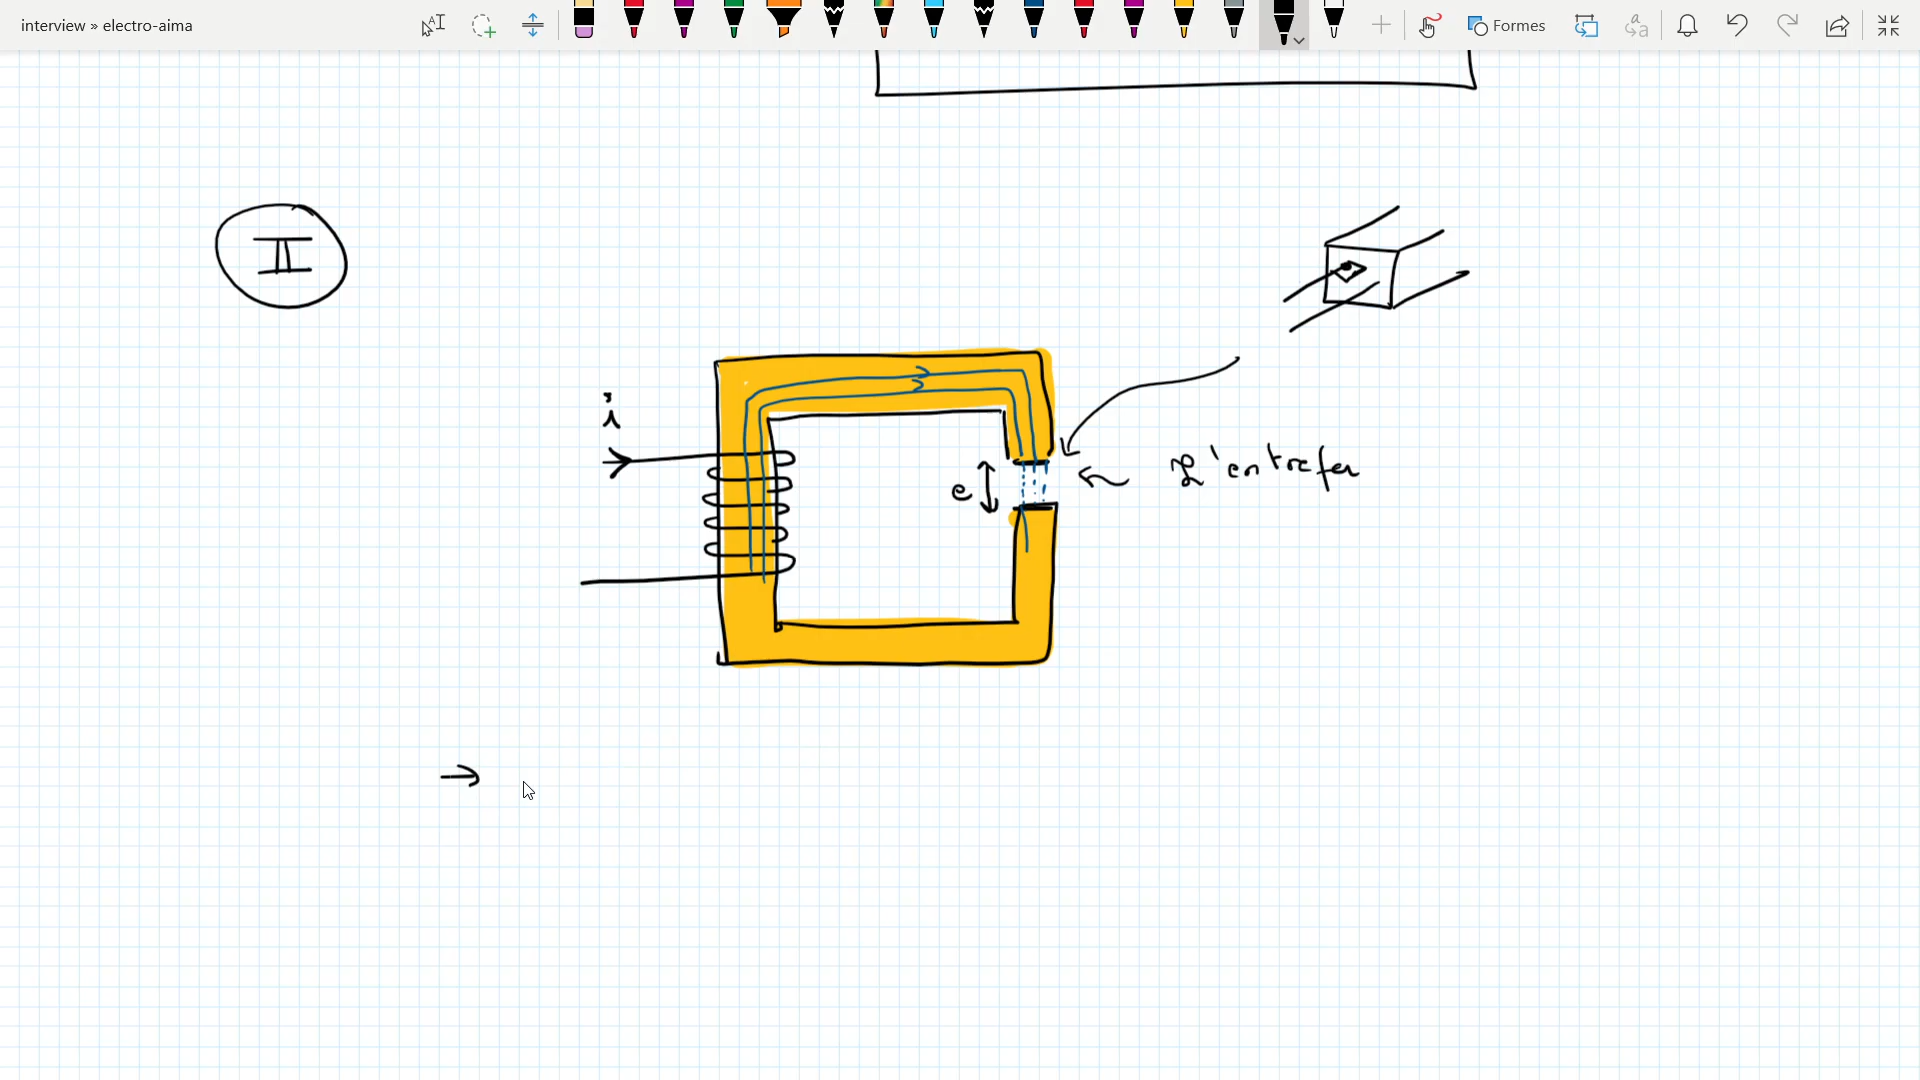 interview » electro-aima
Formes
II
i
e
L'entrefer